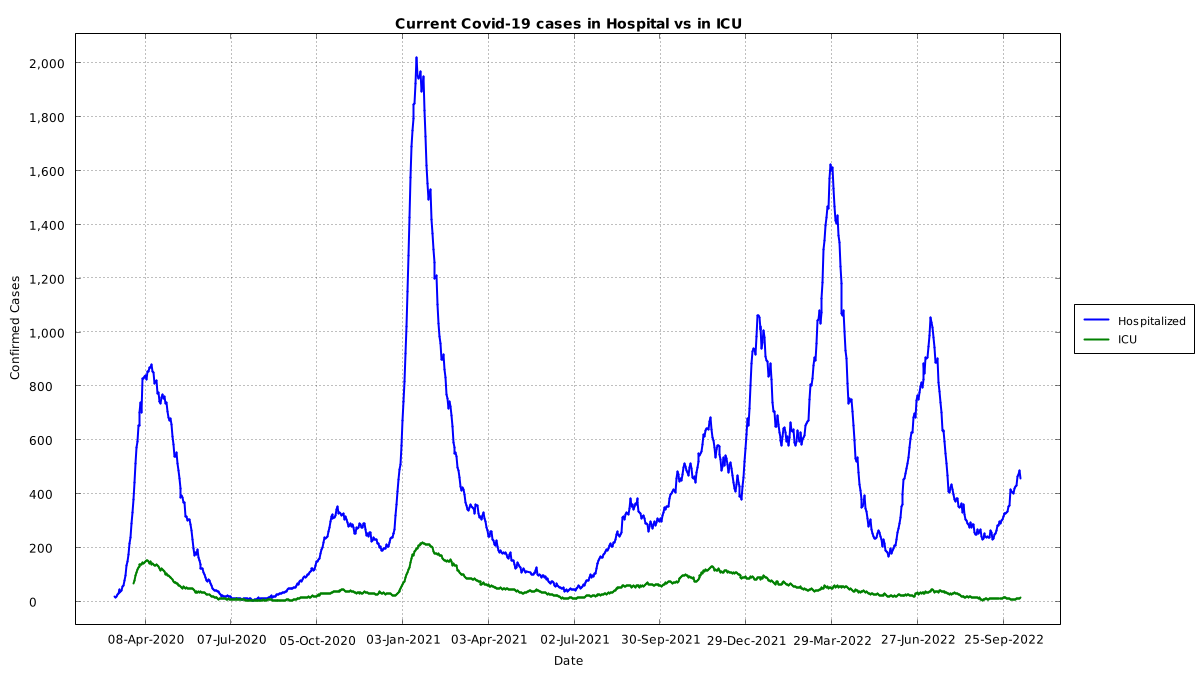 Current Covid-19 cases in Hospital vs in ICU
Confirmed Cases
2,000
1,800
1,600
1,400
1,200
1,000
800
600
400
200
0
08-Apr-2020 07-Jul-2020 05-Oct-2020 03-Jan-2021 03-Apr-2021 02-Jul-2021 30-Sep-2021 29-Dec-2021 29-Mar-2022 27-Jun-2022 25-Sep-2022
Date
Hospitalized
ICU